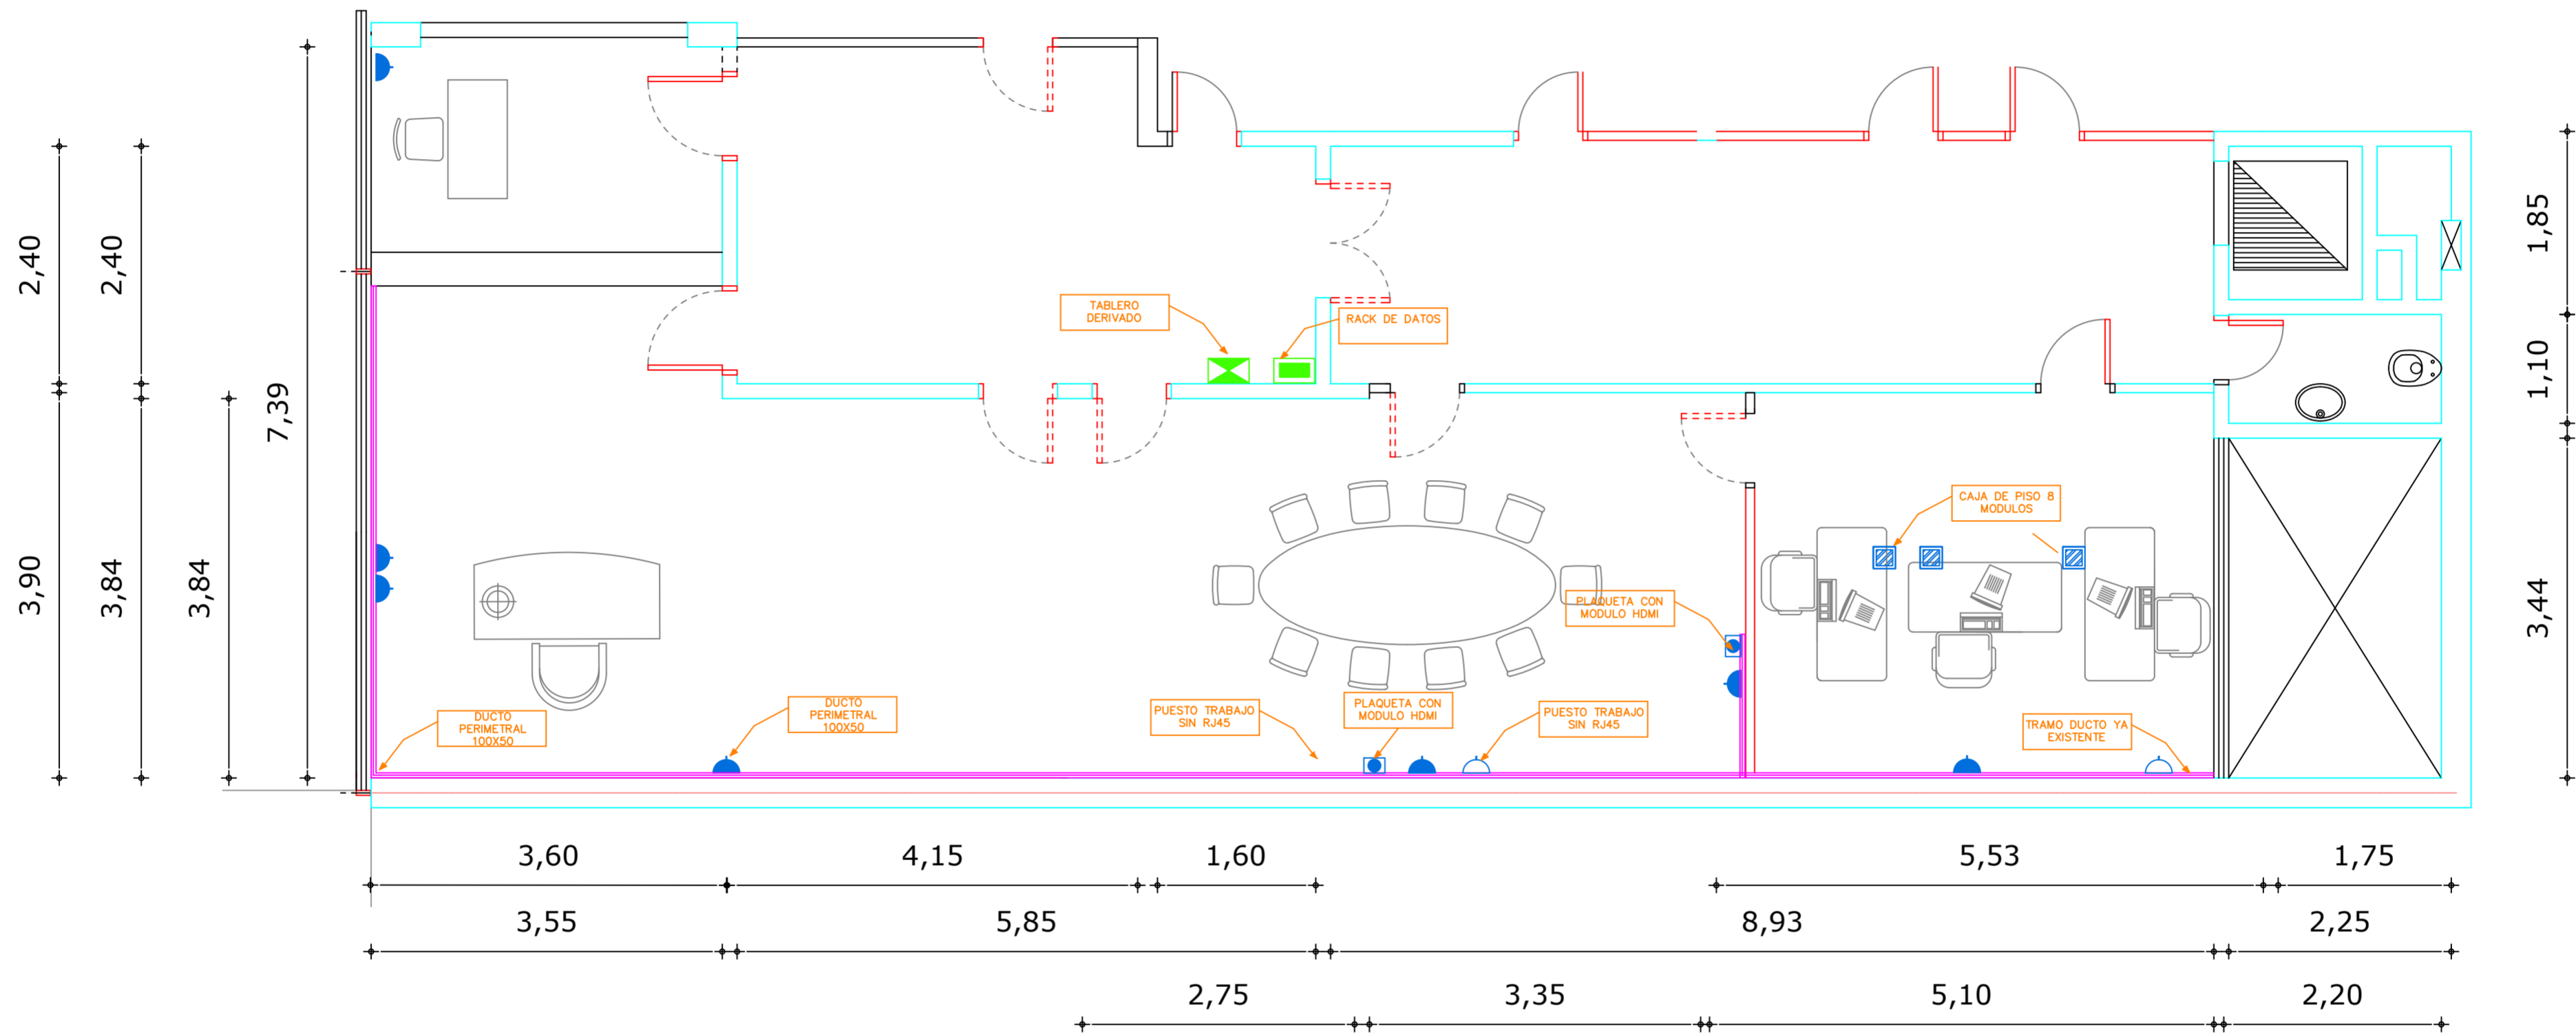 TABLERO
DERIVADO
RACK DE DATOS
CAJA DE PISO 8
MODULOS
PLAQUETA CON
MODULO HDMI
DUCTO
PERIMETRAL
100X50
DUCTO
PERIMETRAL
100X50
PUESTO TRABAJO
SIN RJ45
PLAQUETA CON
MODULO HDMI
PUESTO TRABAJO
SIN RJ45
TRAMO DUCTO YA
EXISTENTE
2,40
2,40
7,39
3,90
3,84
3,84
1,85
1,10
3,44
3,60
4,15
1,60
5,53
1,75
3,55
5,85
8,93
2,25
2,75
3,35
5,10
2,20